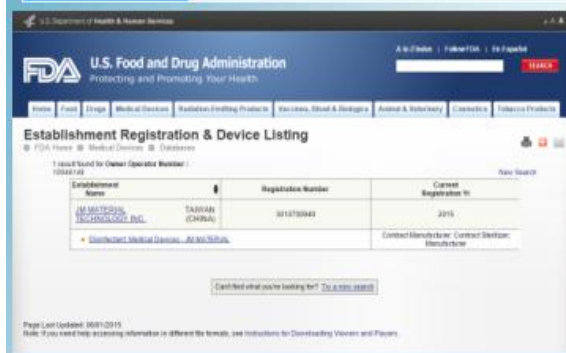 U.S. Department of Health & Human Services
A A A
FDA U.S. Food and Drug Administration
Protecting and Promoting Your Health
A to Z Index | Follow FDA | En Español
SEARCH
Home Food Drugs Medical Devices Radiation-Emitting Products Vaccines, Blood & Biologics Animal & Veterinary Cosmetics Tobacco Products
Establishment Registration & Device Listing
FDA Home Medical Devices Databases
1 result found for Owner Operator Number :
New Search
Establishment Name Registration Number Current Registration Yr
JM MATERIAL TECHNOLOGY INC. TAIWAN (CHINA) 2015
• Disinfectant, Medical Devices - JM MATERIAL Contract Manufacturer; Contract Sterilizer; Manufacturer
Can't find what you're looking for? Try a new search
Page Last Updated: 06/01/2015
Note: If you need help accessing information in different file formats, see Instructions for Downloading Viewers and Players.